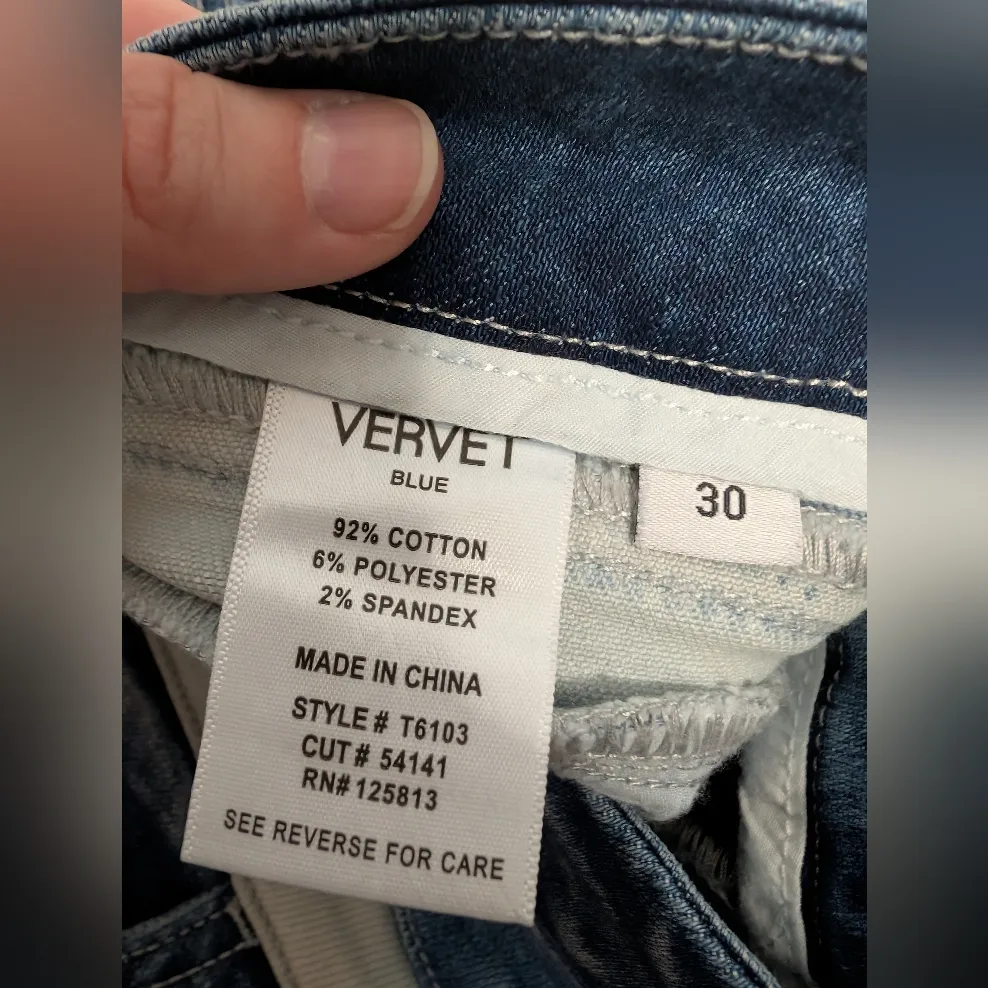 VERVET
BLUE
92% COTTON
6% POLYESTER
2% SPANDEX
MADE IN CHINA
STYLE# T6103
CUT# 54141
RN#125813
SEE REVERSE FOR CARE
30